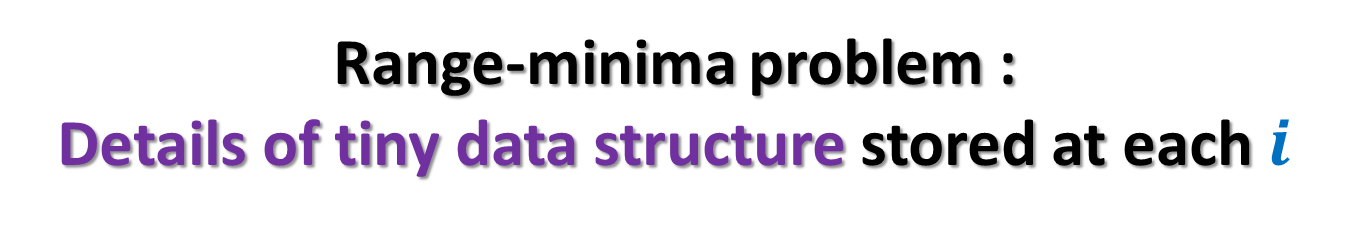 Range-minima problem :
Details of tiny data structure stored at each i